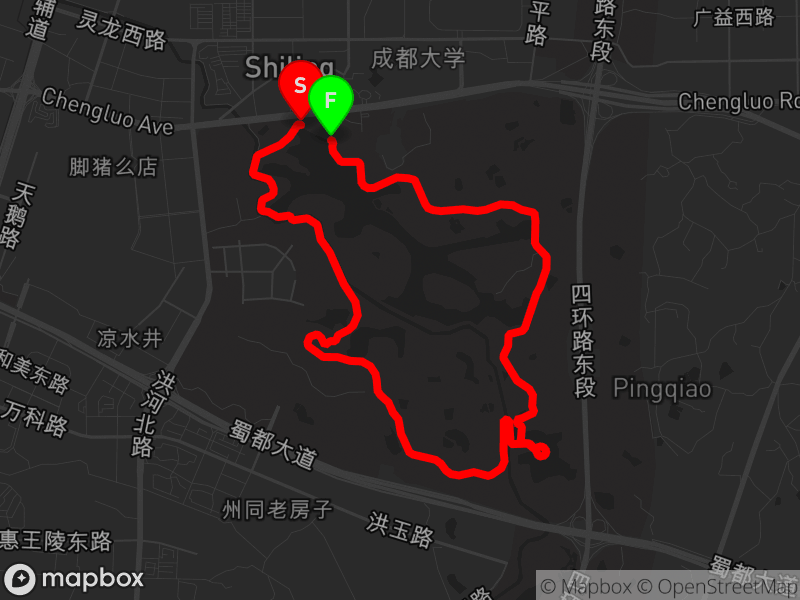 辅道
灵龙西路
成都大学
平路
路东段
广益西路
S
F
Chengluo Ave
Chengluo Ro
脚猪么店
天鹅路
四环路东段
凉水井
和美东路
洪河北路
Pingqiao
万科路
蜀都大道
州同老房子
洪玉路
惠王陵东路
蜀都大道
mapbox
© Mapbox © OpenStreetMap